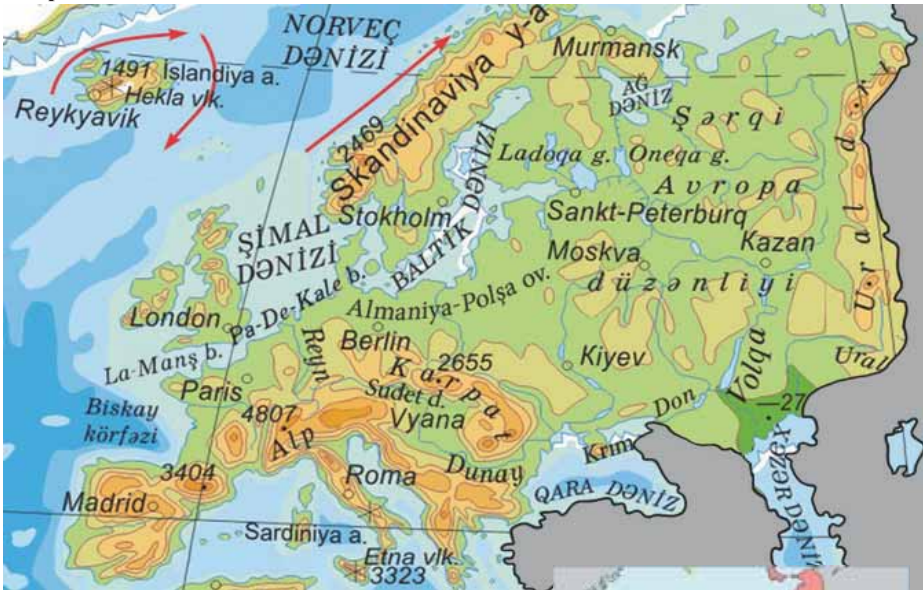 NORVEÇ
DƏNİZİ
Murmansk
1491 İslandiya a.
Hekla vlk.
Reykyavik
AĞ
DƏNİZ
2469
Skandinaviya y-a
Şərqi
Ladoqa g.
Oneqa g.
Avropa
Ural d-rı
Stokholm
Sankt-Peterburq
ŞİMAL
DƏNİZİ
BALTİK DƏNİZİ
Moskva
Kazan
düzənliyi
London
Pa-De-Kale b.
Almaniya-Polşa ov.
La-Manş b.
Reyn
Berlin
Karpat
2655
Kiyev
Volqa
Ural
Paris
Sudet d.
Biskay
körfəzi
4807
Vyana
Don
-27
Alp
Krım
3404
Roma
Dunay
XƏZƏR DƏNİZİ
Madrid
QARA DƏNİZ
Sardiniya a.
Etna vlk.
3323